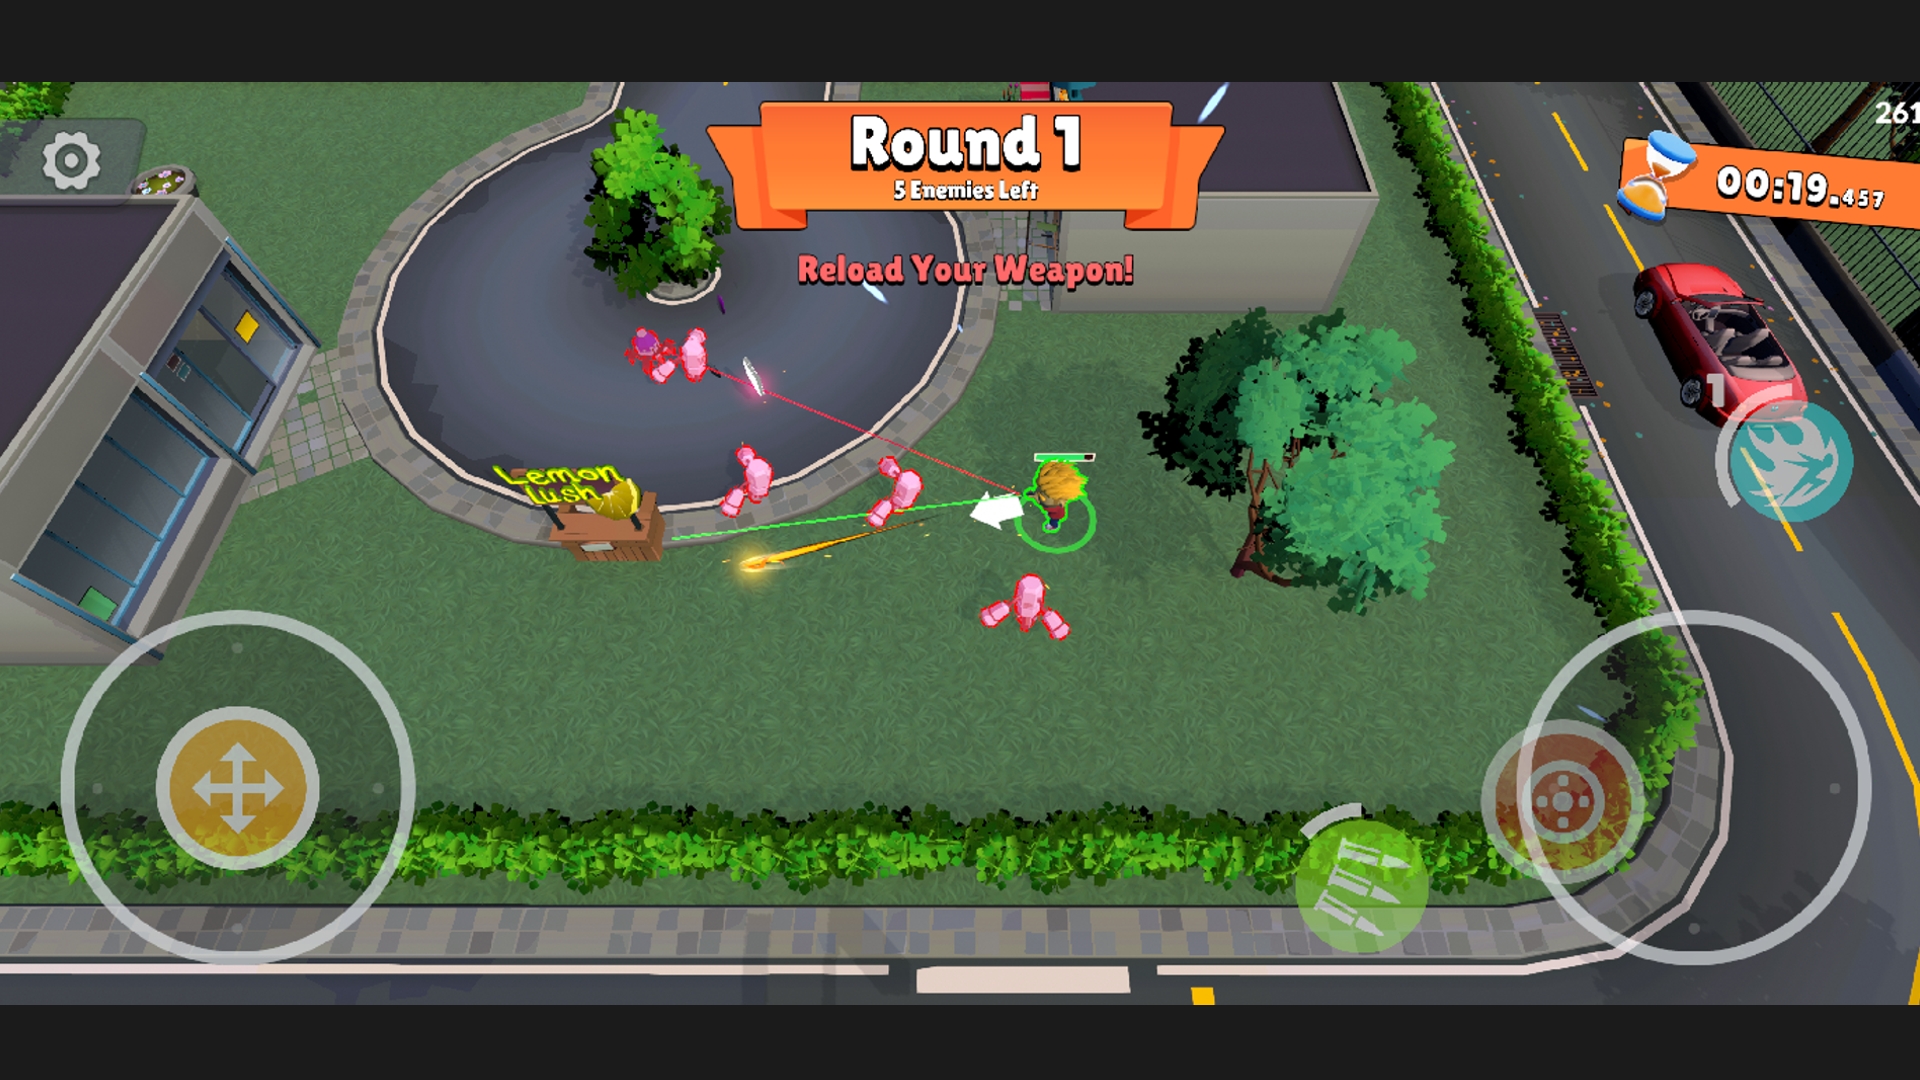 Round 1
5 Enemies Left
261
00:19.457
Reload Your Weapon!
1
Lemon
lush